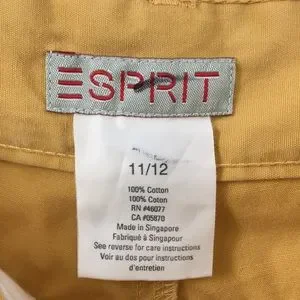 ESPRIT
11/12
100% Cotton
100% Coton
RN #46077
CA #05870
Made in Singapore
Fabriqué à Singapour
See reverse for care instructions
Voir au dos pour instructions
d'entretien